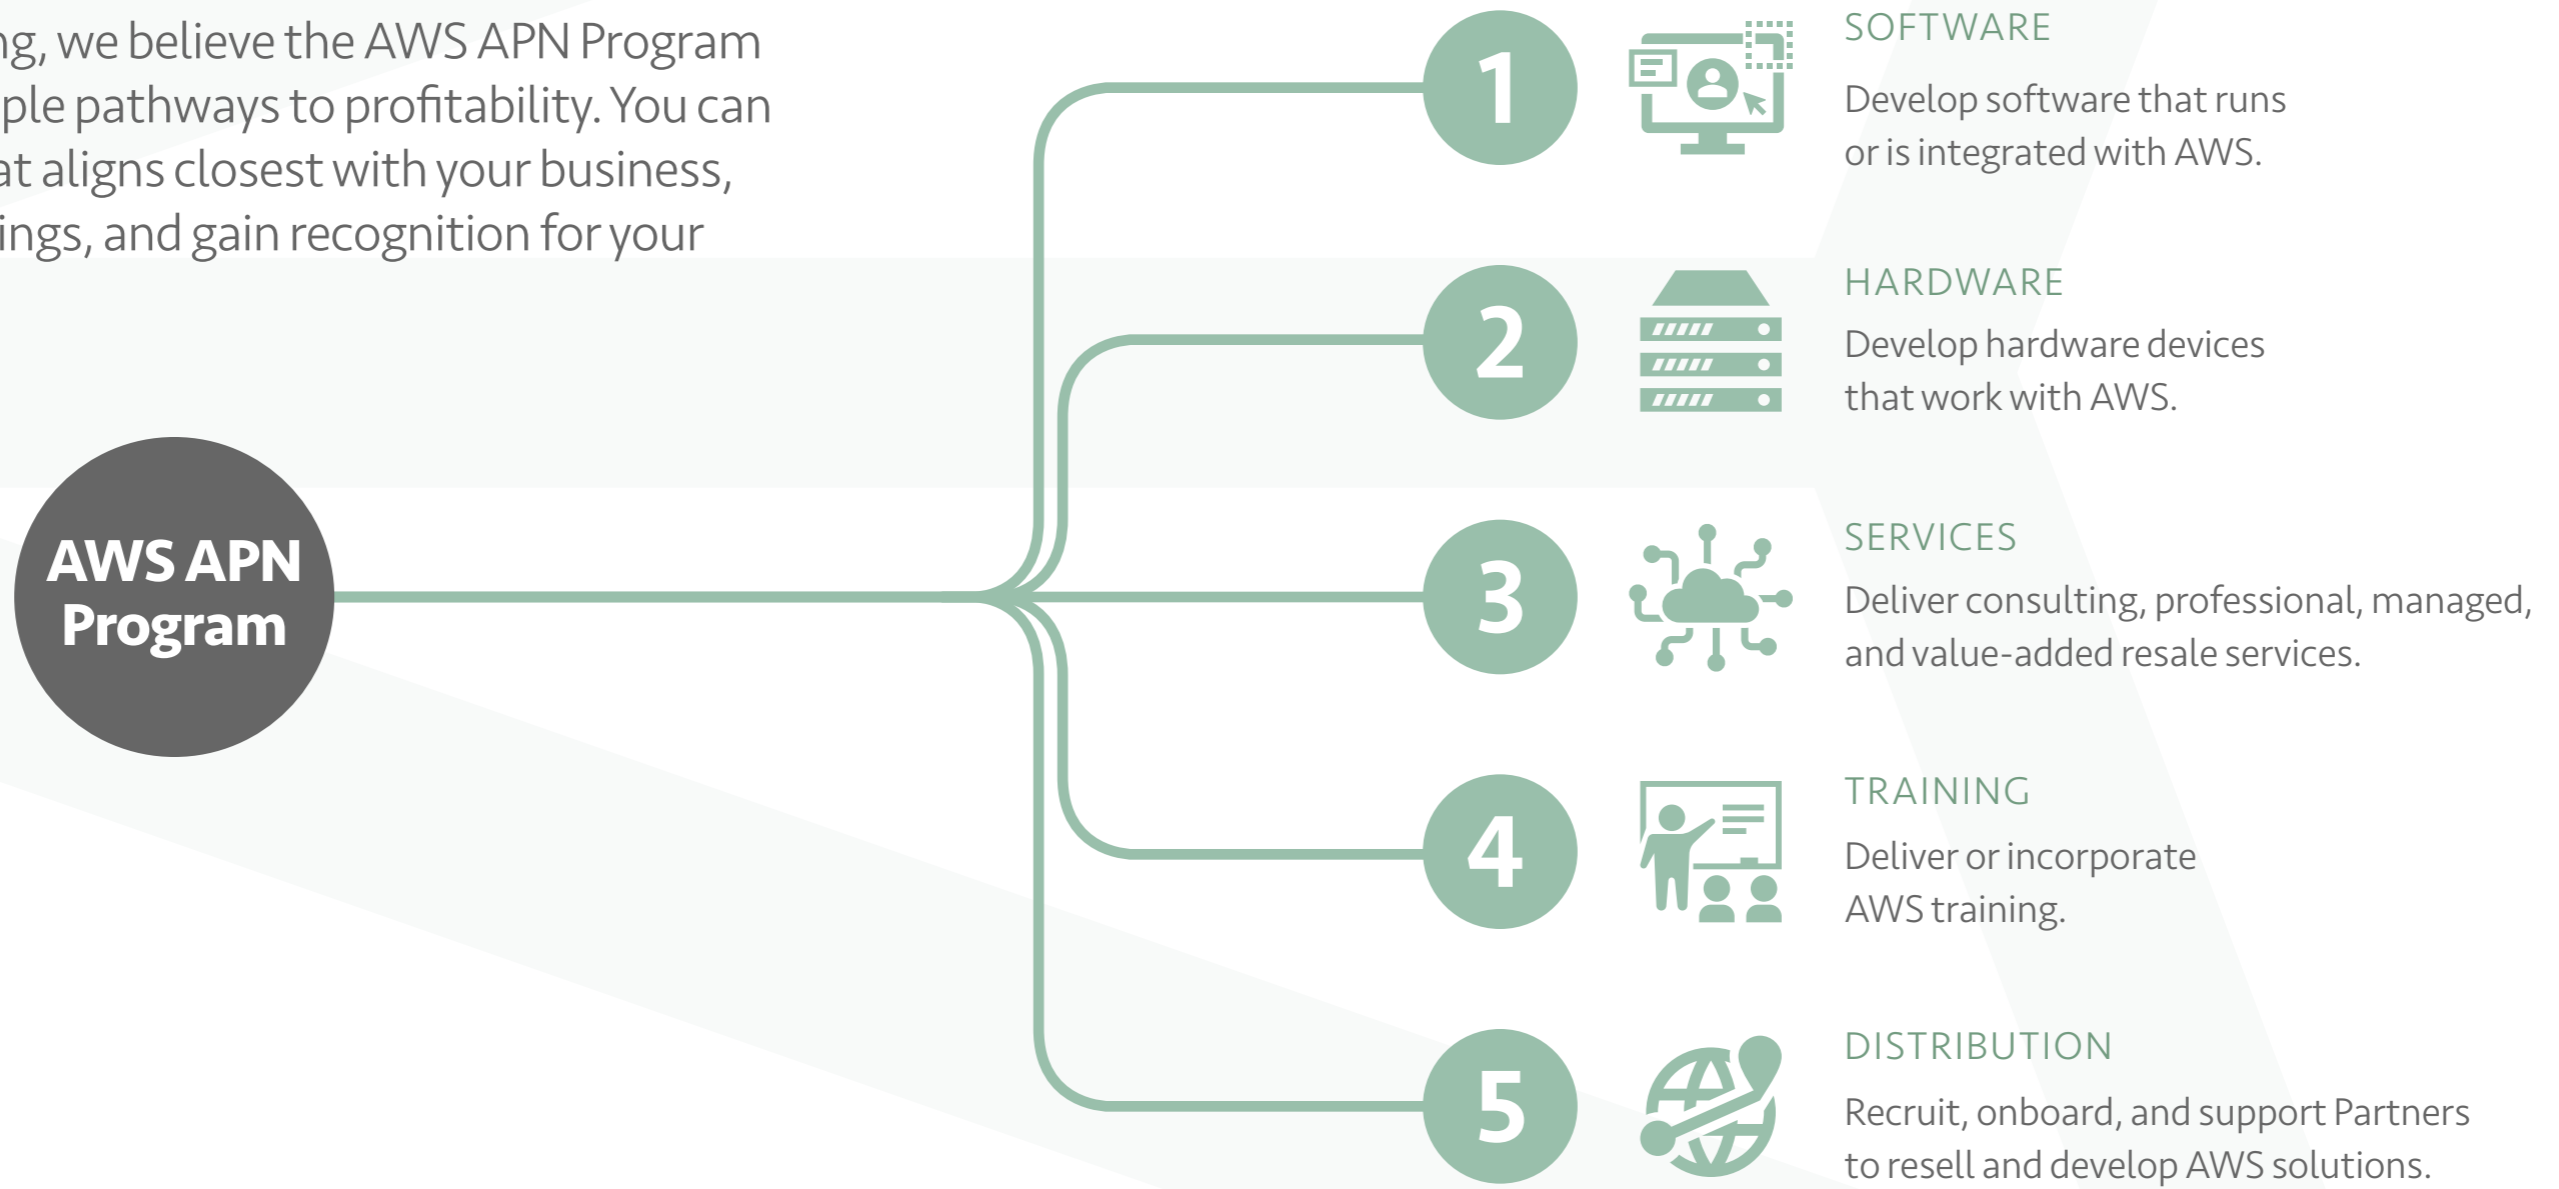 ng, we believe the AWS APN Program
ple pathways to profitability. You can
at aligns closest with your business,
ings, and gain recognition for your
AWS APN
Program
1
SOFTWARE
Develop software that runs
or is integrated with AWS.
2
HARDWARE
Develop hardware devices
that work with AWS.
3
SERVICES
Deliver consulting, professional, managed,
and value-added resale services.
4
TRAINING
Deliver or incorporate
AWS training.
5
DISTRIBUTION
Recruit, onboard, and support Partners
to resell and develop AWS solutions.